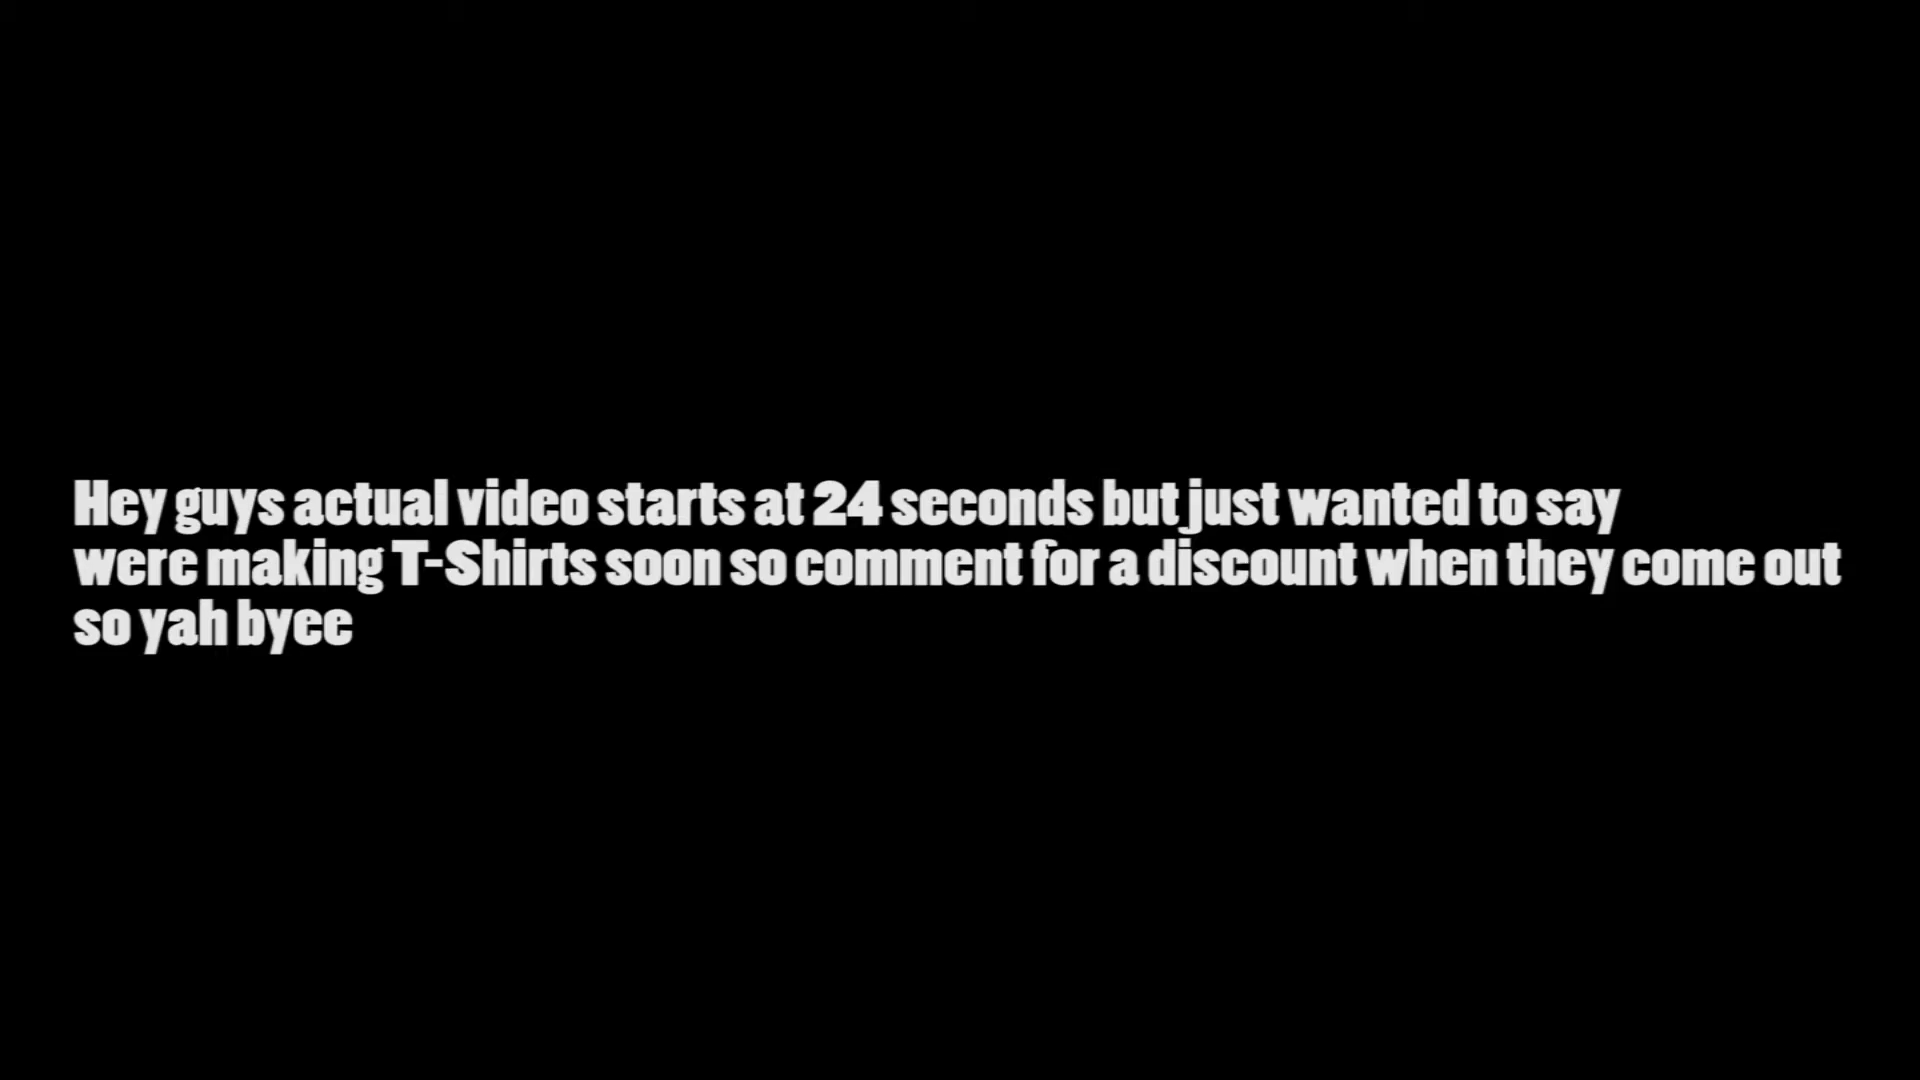 Hey guys actual video starts at 24 seconds but just wanted to say
were making T-Shirts soon so comment for a discount when they come out
so yah byee